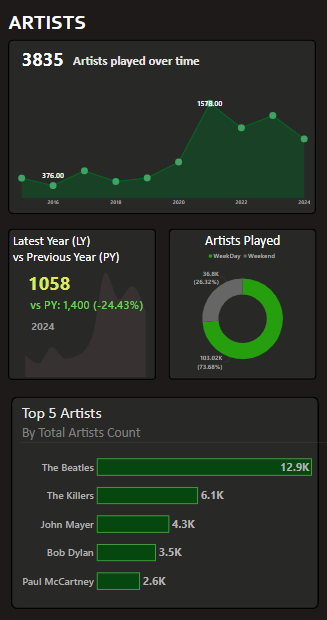 ARTISTS
3835 Artists played over time
1578.00
376.00
2016 2018 2020 2022 2024
Latest Year (LY)
vs Previous Year (PY)
1058
vs PY: 1,400 (-24.43%)
2024
Artists Played
WeekDay Weekend
36.8K
(26.32%)
103.02K
(73.68%)
Top 5 Artists
By Total Artists Count
The Beatles 12.9K
The Killers 6.1K
John Mayer 4.3K
Bob Dylan 3.5K
Paul McCartney 2.6K